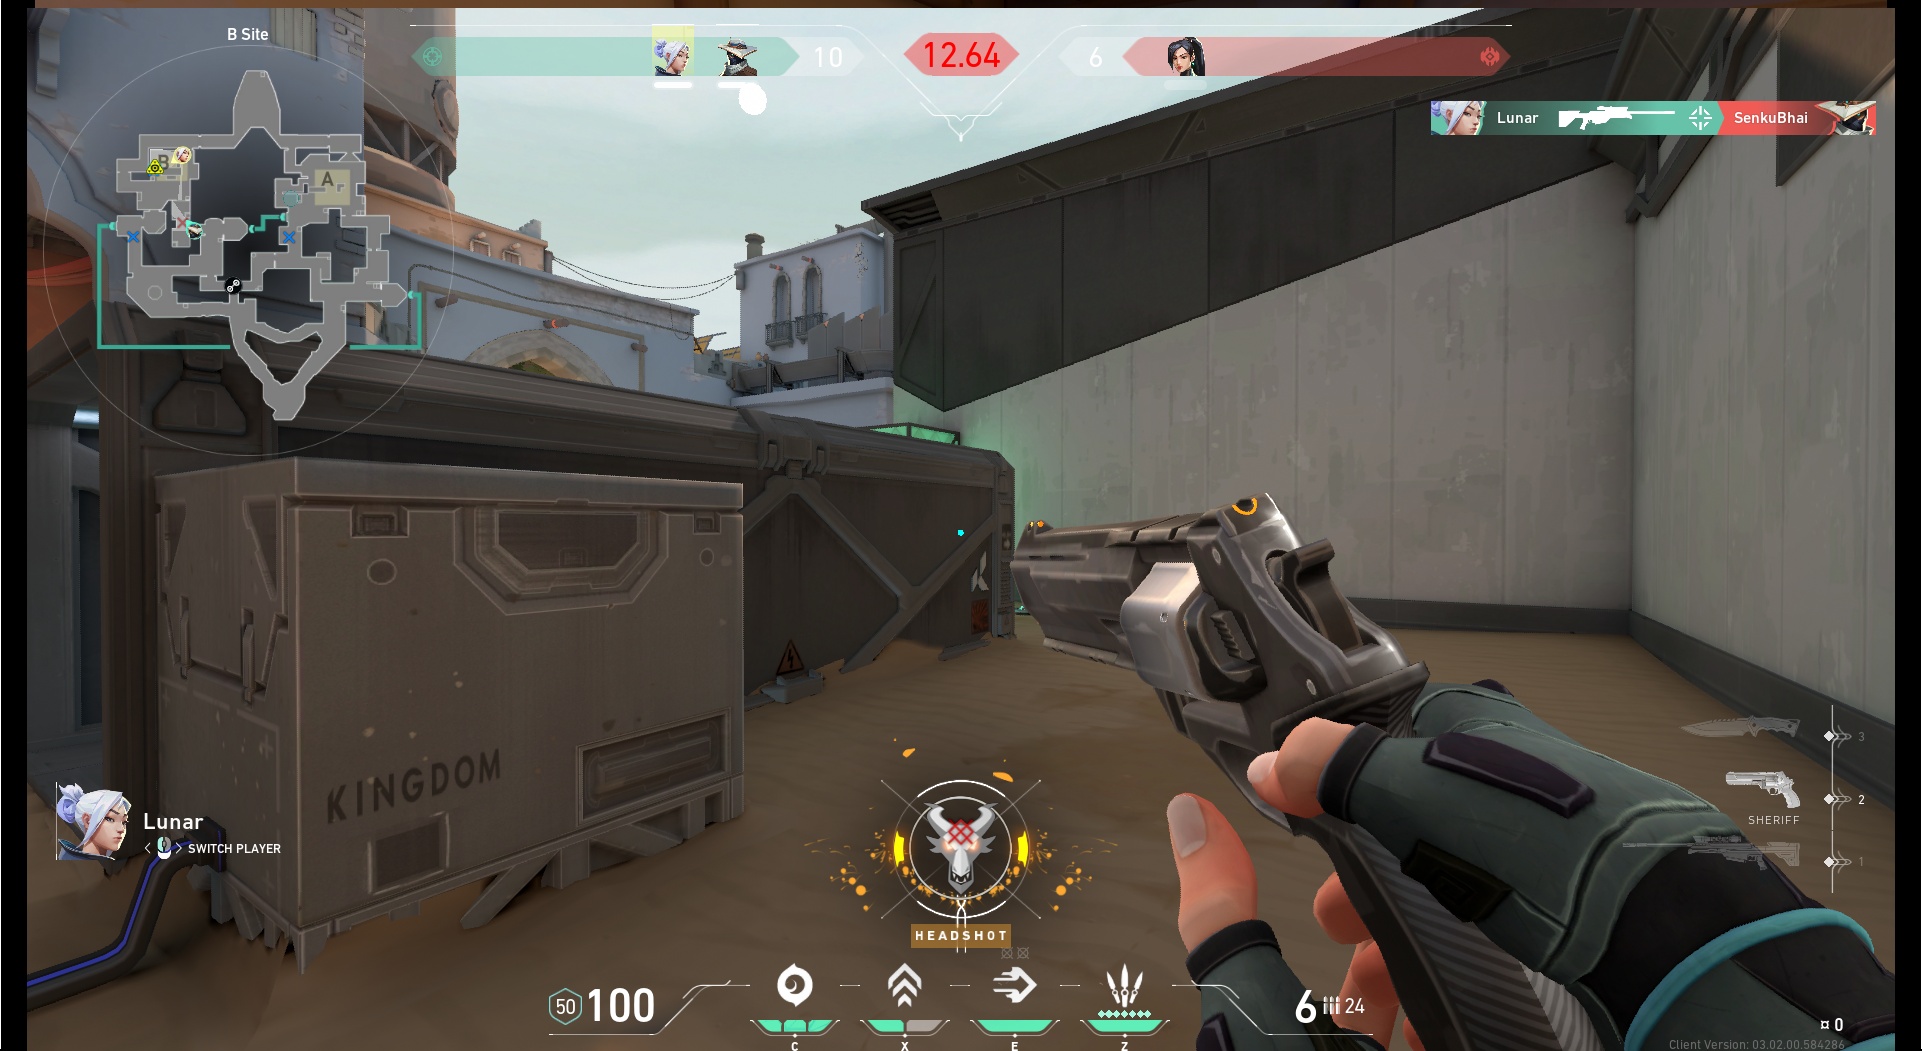 B Site
10
12.64
6
Lunar
SenkuBhai
B
A
KINGDOM
3
2
SHERIFF
1
Lunar
< > SWITCH PLAYER
HEADSHOT
50 100
6 24
C X E Z
¤ 0
Client Version: 03.02.00.584286